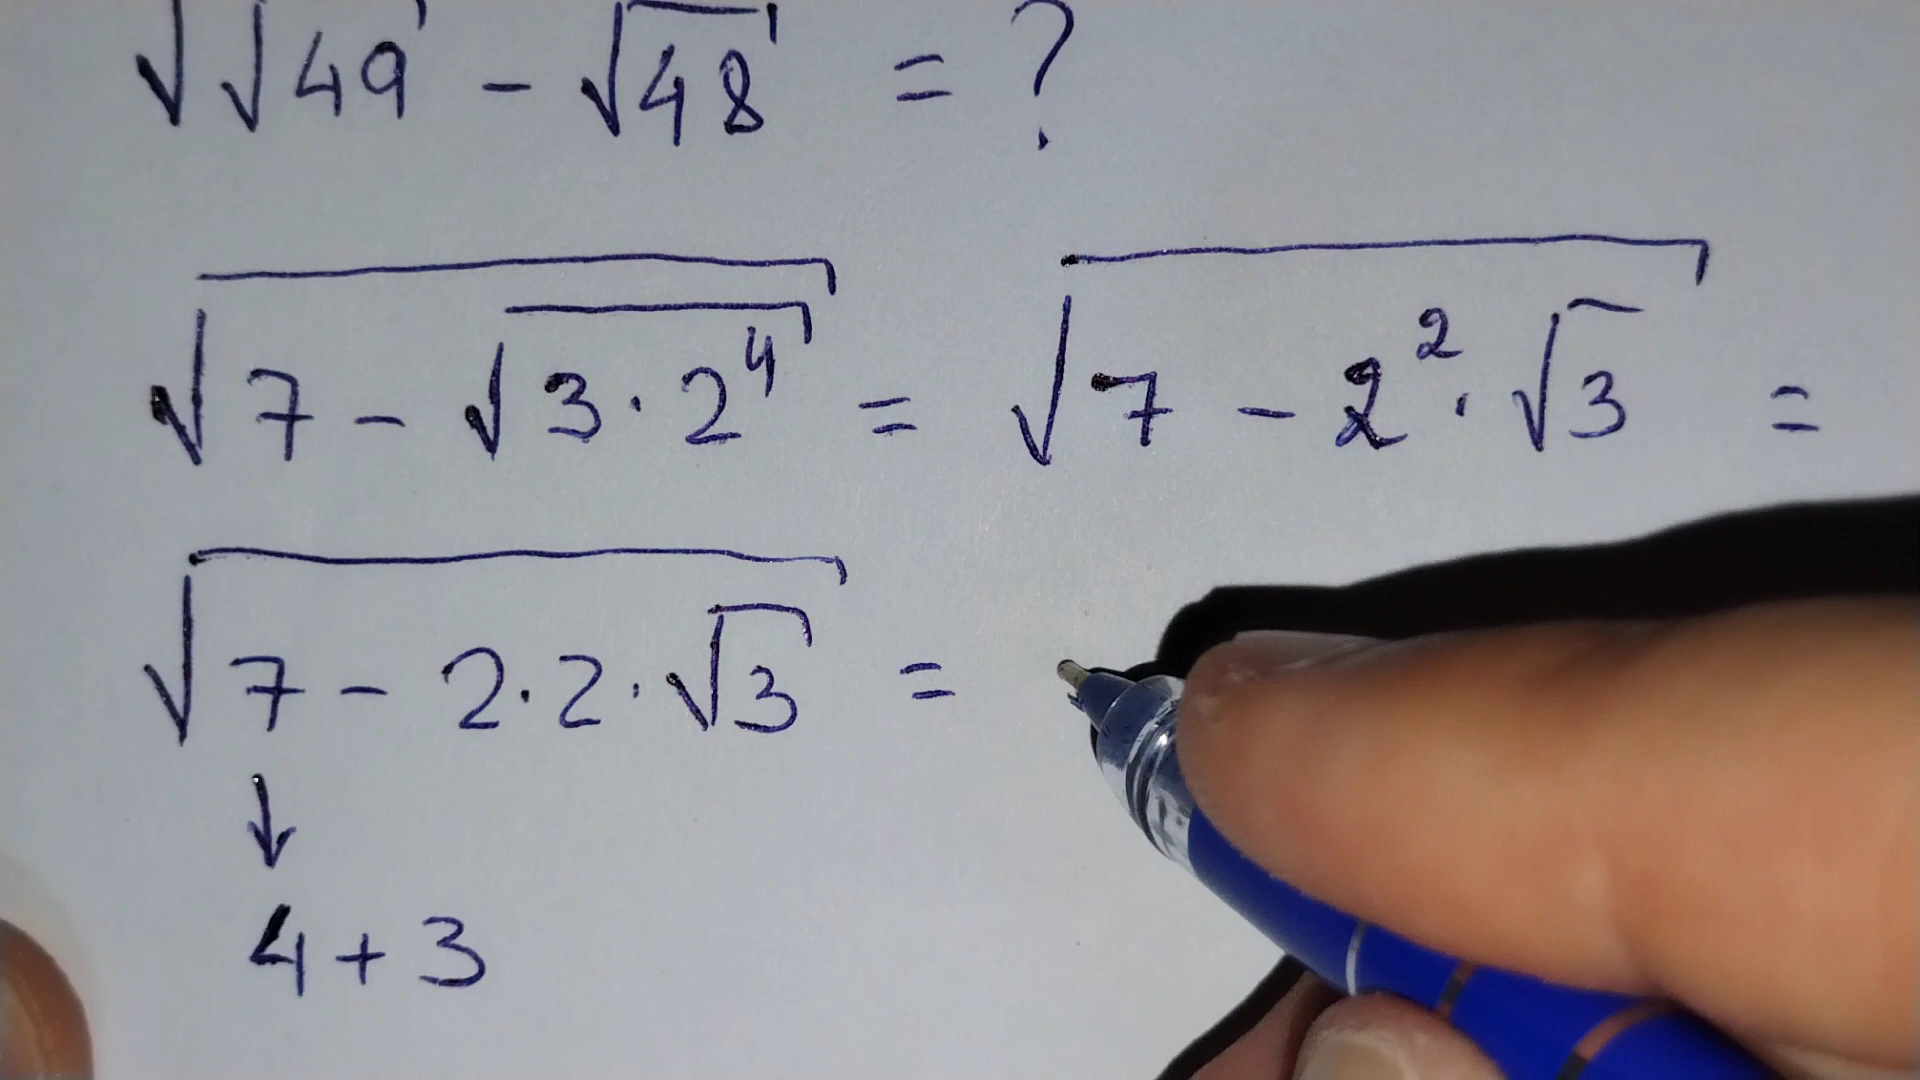 √√49 - √48 = ?
√7 - √3·2⁴ = √7 - 2²·√3 =
√7 - 2·2·√3 =
↓
4+3